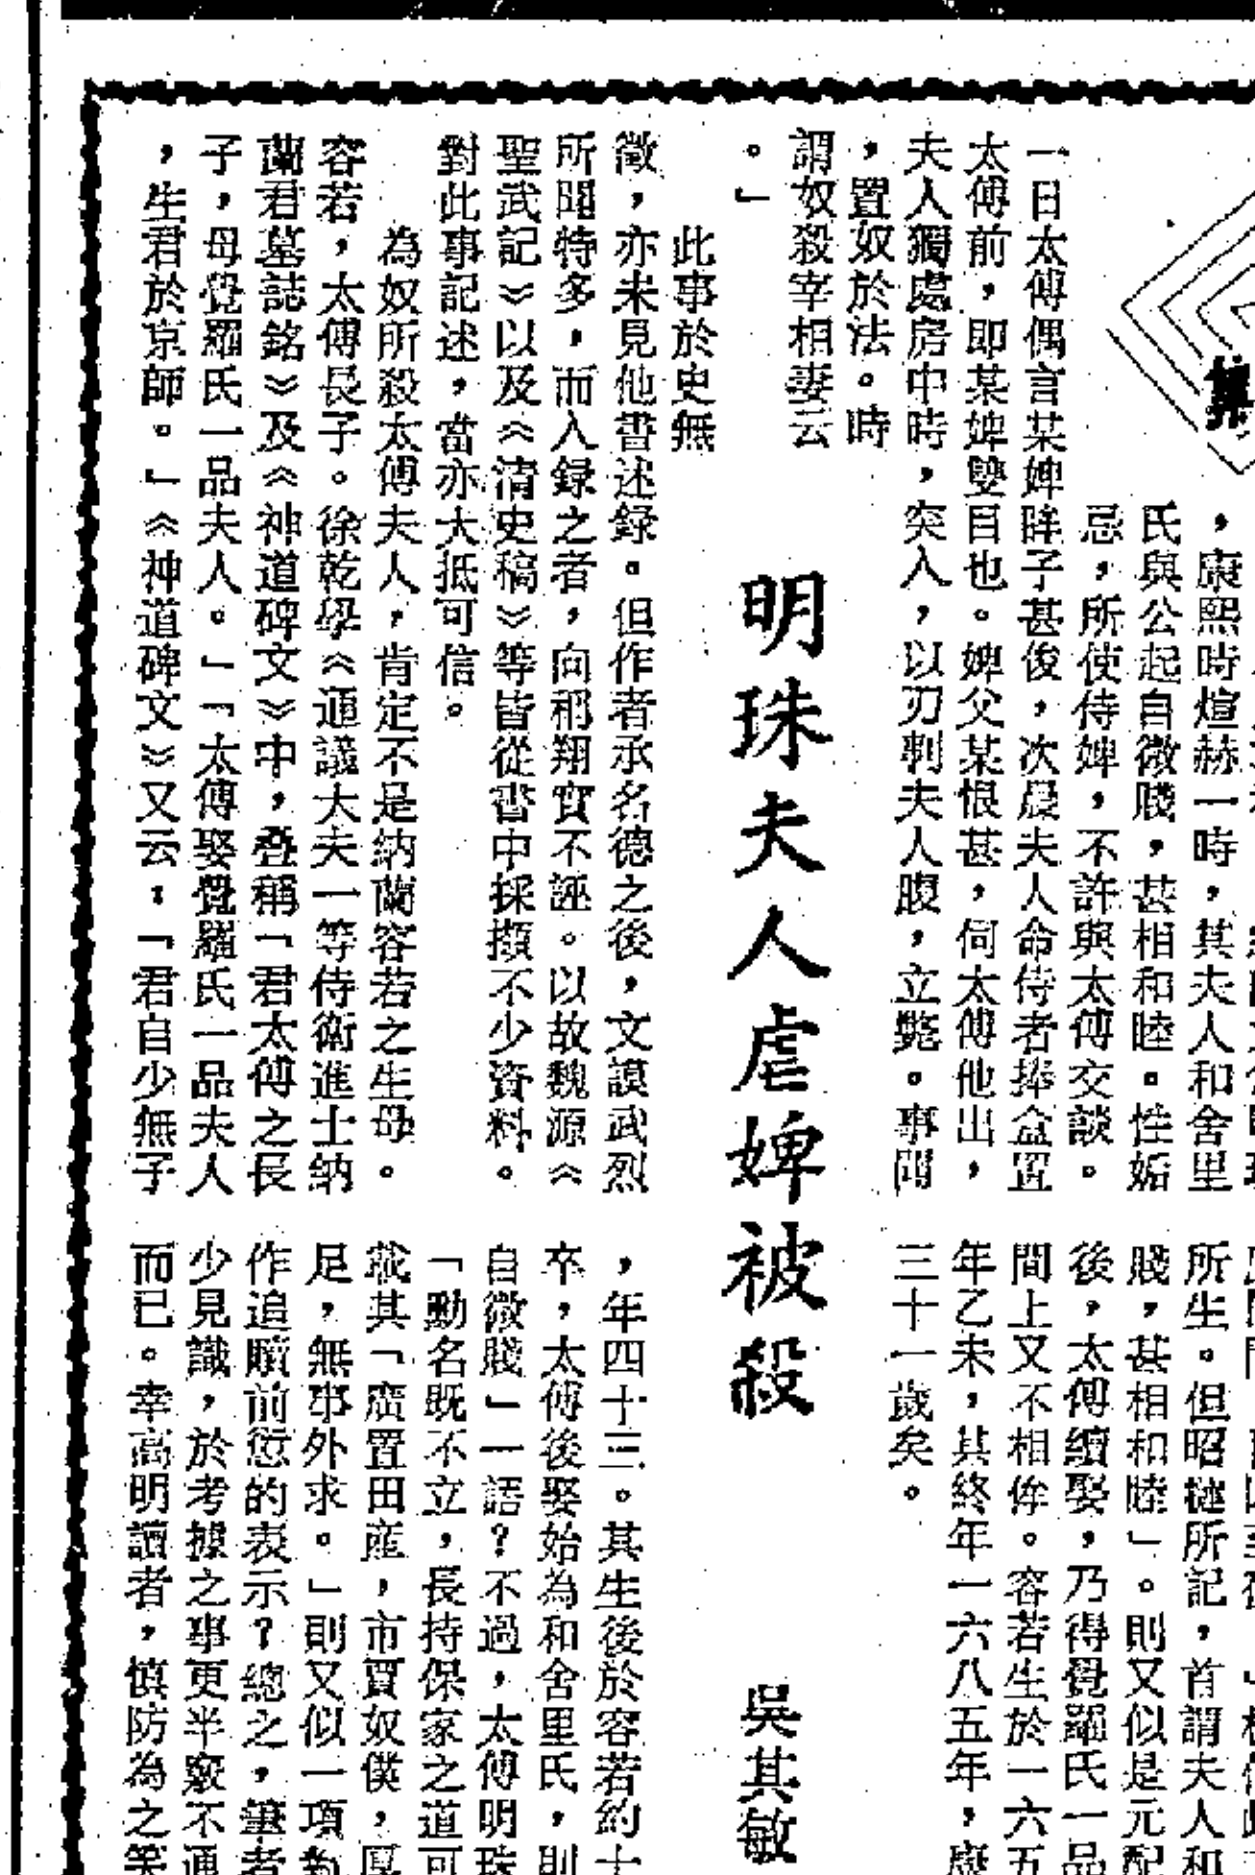 ，康熙時煊赫一時，其夫人和舍里
氏與公起自微賤，甚相和睦。性妬
忌，所使侍婢，不許與太傅交談。
一日太傅偶言某婢眸子甚俊，次晨夫人命侍者捧盒置
太傅前，即某婢雙目也。婢父某恨甚，伺太傅他出，
夫人獨處房中時，突入，以刃剚夫人腹，立斃。事聞
，置奴於法。時
謂奴殺宰相妻云
。」
明珠夫人虐婢被殺
吳其敏
此事於史無
徵，亦未見他書述錄。但作者承名德之後，文謨武烈
所聞特多，而入録之者，向稱翔實不誣。以故魏源《
聖武記》以及《清史稿》等皆從書中採擷不少資料。
對此事記述，當亦大抵可信。
為奴所殺太傅夫人，肯定不是納蘭容若之生母。
容若，太傅長子。徐乾學《通議大夫一等侍衛進士納
蘭君墓誌銘》及《神道碑文》中，叠稱「君太傅之長
子，母覺羅氏一品夫人。」「太傅娶覺羅氏一品夫人
，生君於京師。」《神道碑文》又云：「君自少無子
所生。但昭槤所記，首謂夫人和
賤，甚相和睦」。則又似是元配
後，太傅續娶，乃得覺羅氏一品
間上又不相侔。容若生於一六五
年乙未，其終年一六八五年，康
三十一歲矣。
，年四十三。其生後於容若約十
卒，太傅後娶始為和舍里氏，則
自微賤」一語？不過，太傅明珠
「勳名既不立，長持保家之道可
載其「廣置田産，市買奴僕，厚
足，無事外求。」則又似一項對
作追贖前愆的表示？總之，筆者
少見識，於考據之事更半竅不通
而已。幸高明讀者，慎防為之笑